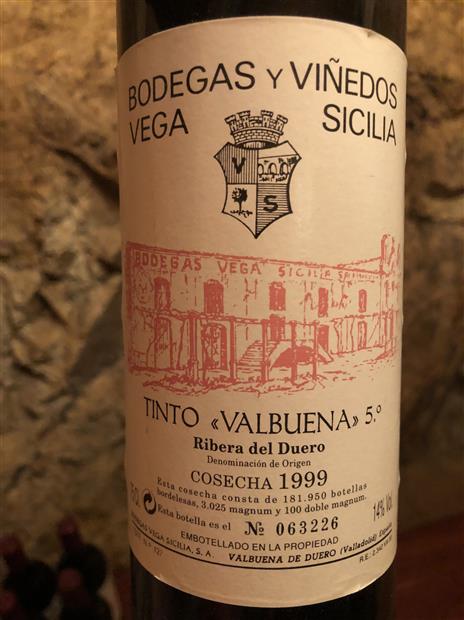 BODEGAS Y VIÑEDOS
VEGA SICILIA
V S
BODEGAS VEGA SICILIA
TINTO «VALBUENA» 5.º
Ribera del Duero
Denominación de Origen
COSECHA 1999
Esta cosecha consta de 181.950 botellas
bordelesas, 3.025 magnum y 100 doble magnum.
Esta botella es el Nº 063226
14% Vol.
EMBOTELLADO EN LA PROPIEDAD
VEGA SICILIA, S. A. VALBUENA DE DUERO (Valladolid) España